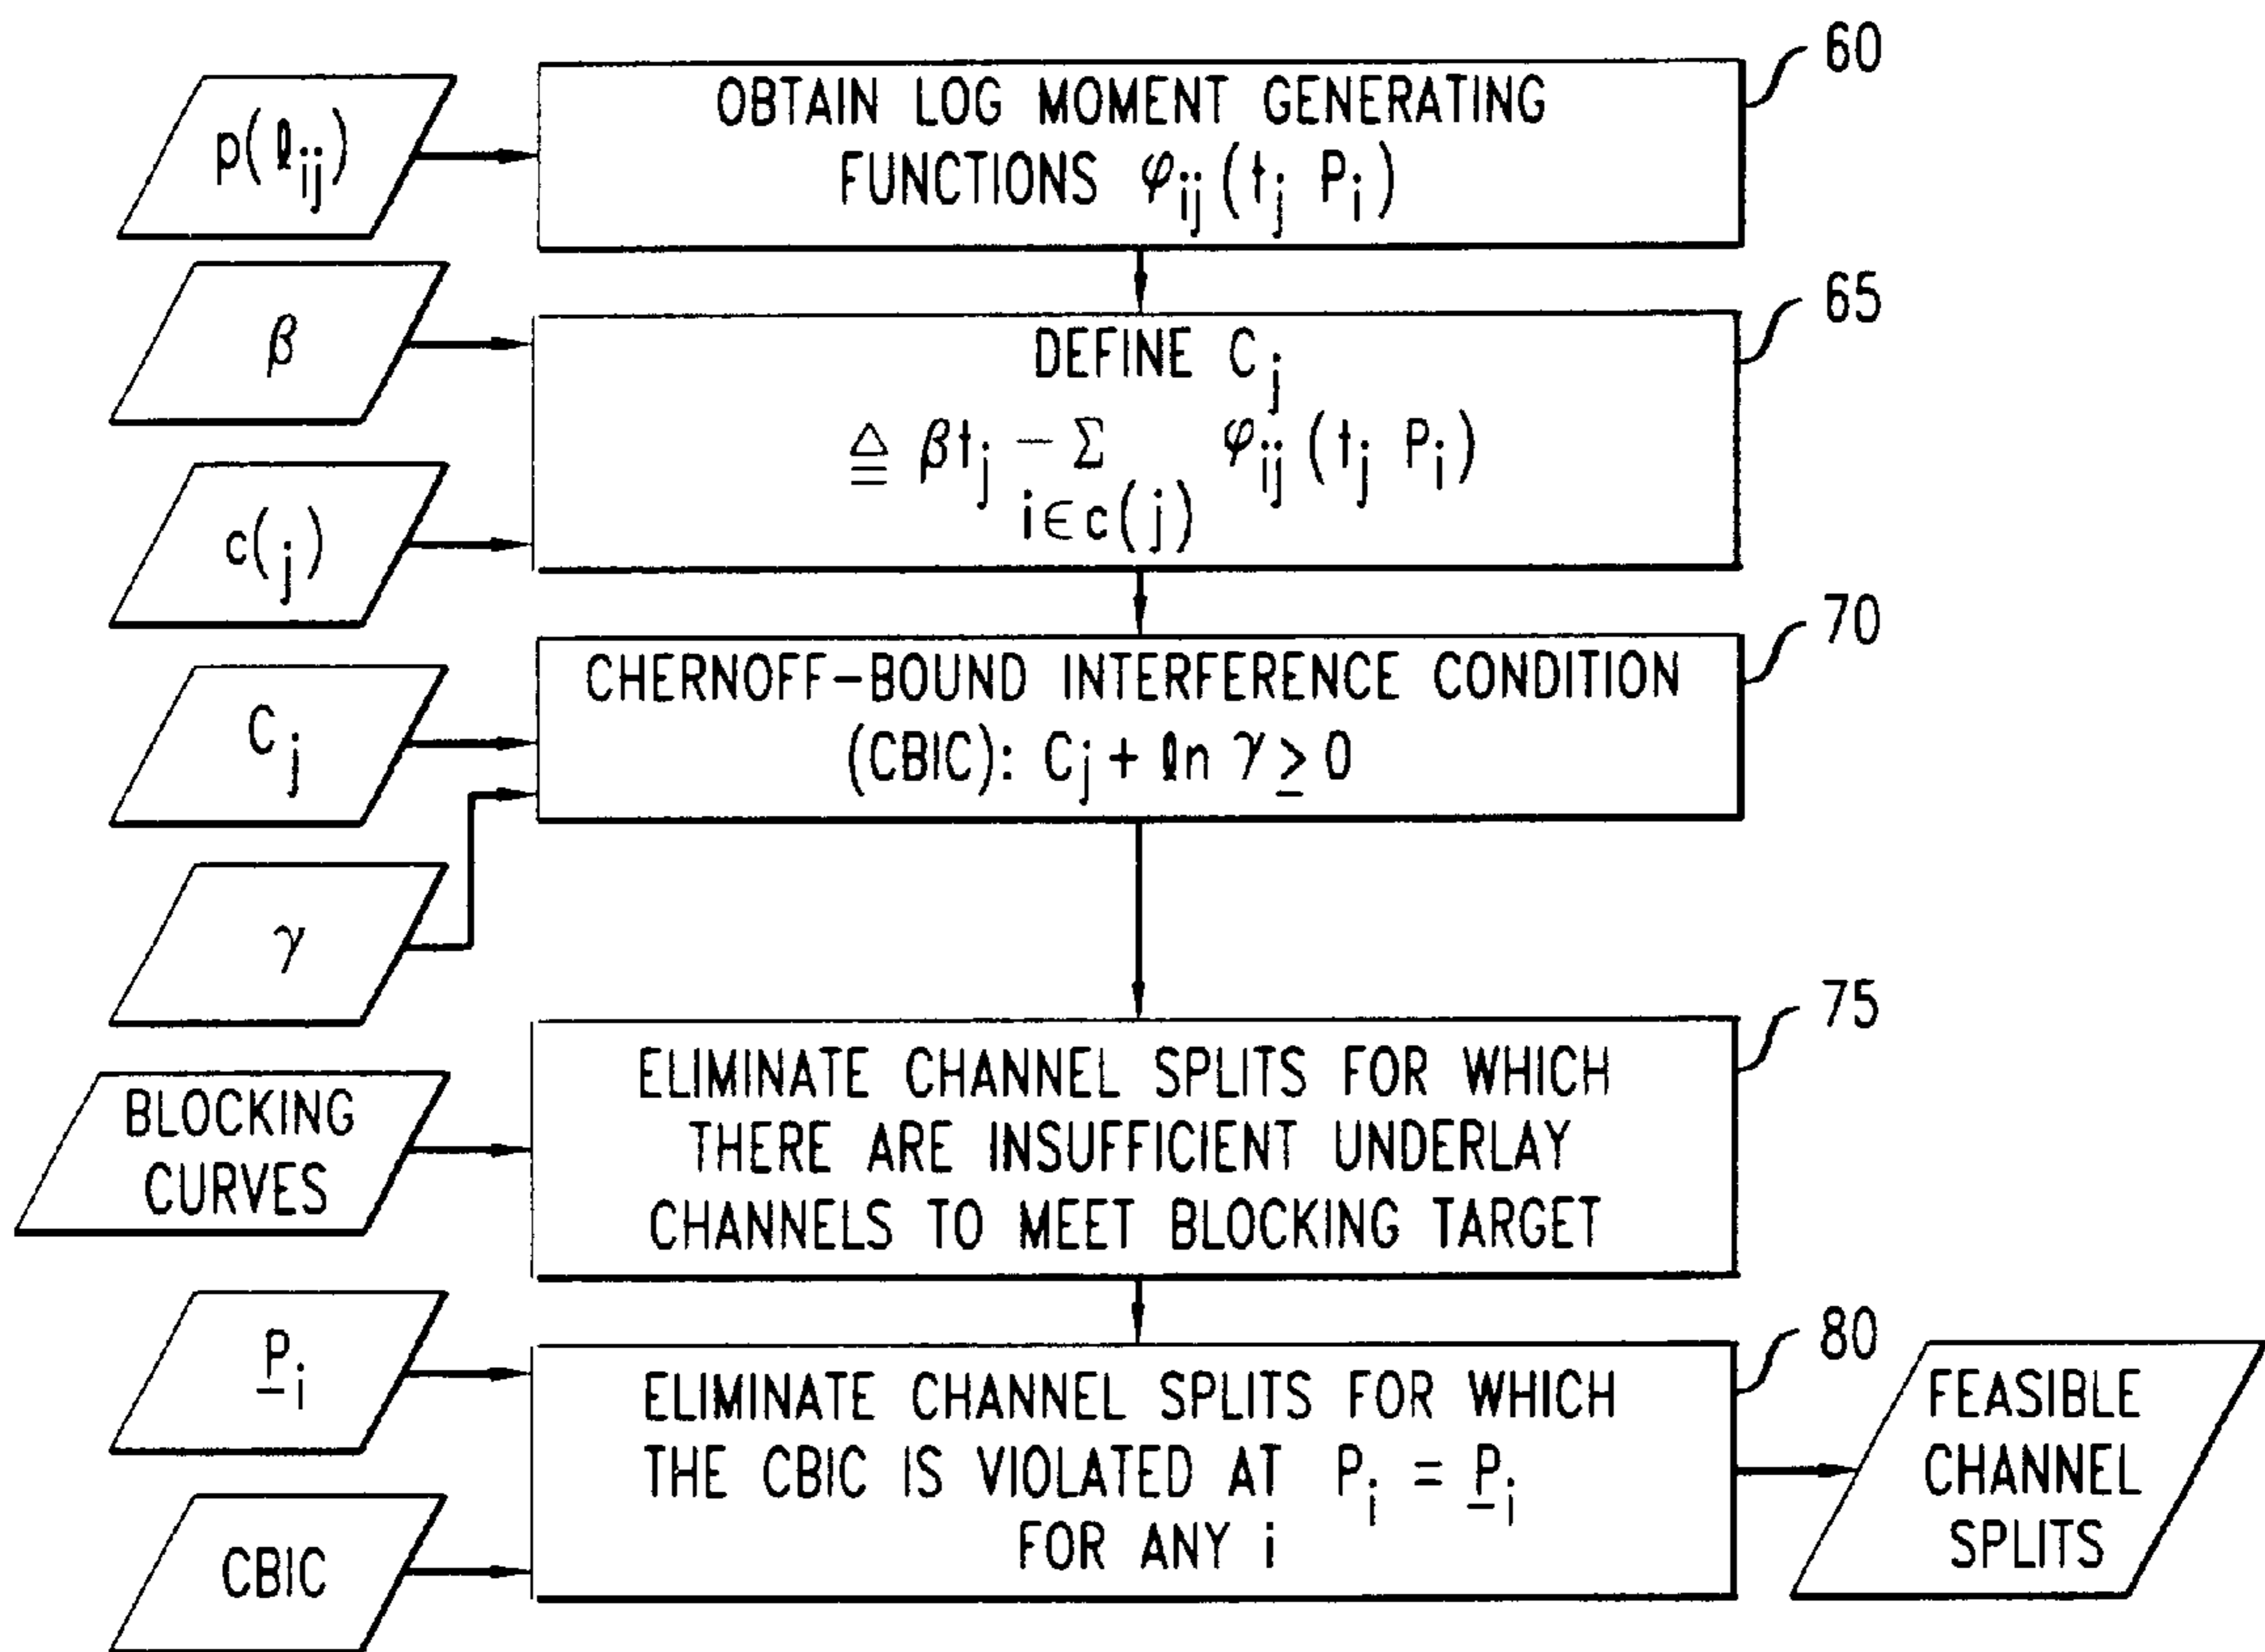 60
p(ℓij)
OBTAIN LOG MOMENT GENERATING
FUNCTIONS φij(tj Pi)
65
β
DEFINE Cj
≜ βtj − Σ φij(tj Pi)
i∈c(j)
c(j)
70
CHERNOFF-BOUND INTERFERENCE CONDITION
(CBIC): Cj + ℓn γ ≥ 0
Cj
γ
75
BLOCKING
CURVES
ELIMINATE CHANNEL SPLITS FOR WHICH
THERE ARE INSUFFICIENT UNDERLAY
CHANNELS TO MEET BLOCKING TARGET
80
P̲i
ELIMINATE CHANNEL SPLITS FOR WHICH
THE CBIC IS VIOLATED AT Pi = P̲i
FOR ANY i
CBIC
FEASIBLE
CHANNEL
SPLITS